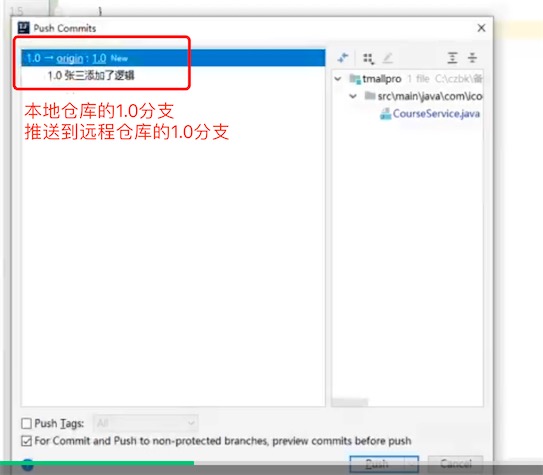 15
}
Push Commits
1.0 → origin : 1.0 New
1.0 张三添加了逻辑
本地仓库的1.0分支
推送到远程仓库的1.0分支
tmallpro 1 file C:\czbk\备
src\main\java\com\ico
CourseService.java
Push Tags: All
For Commit and Push to non-protected branches, preview commits before push
Push
Cancel